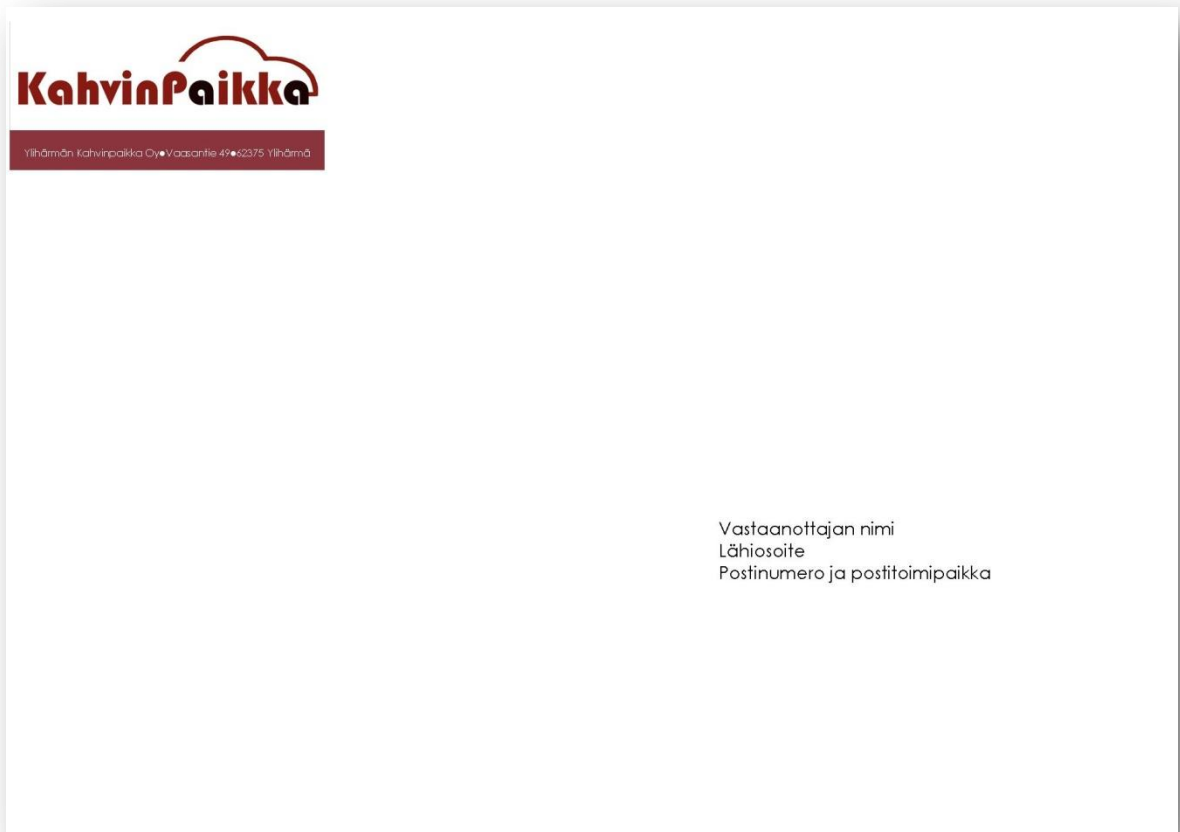 KahvinPaikka
Ylihärmän Kahvinpaikka Oy●Vaasantie 49●62375 Ylihärmä
Vastaanottajan nimi
Lähiosoite
Postinumero ja postitoimipaikka